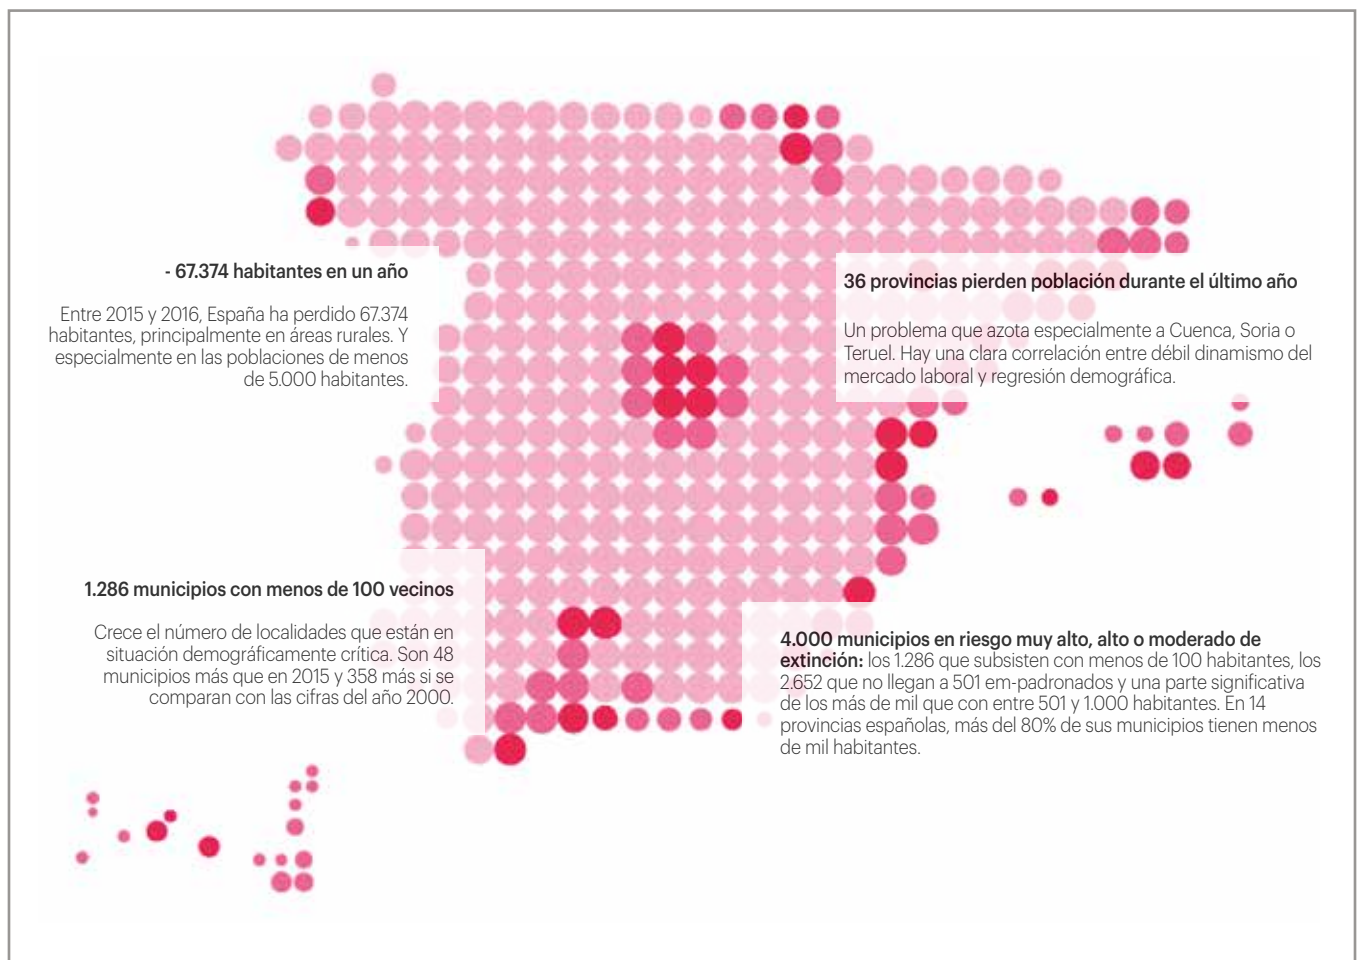 - 67.374 habitantes en un año
Entre 2015 y 2016, España ha perdido 67.374
habitantes, principalmente en áreas rurales. Y
especialmente en las poblaciones de menos
de 5.000 habitantes.
36 provincias pierden población durante el último año
Un problema que azota especialmente a Cuenca, Soria o
Teruel. Hay una clara correlación entre débil dinamismo del
mercado laboral y regresión demográfica.
1.286 municipios con menos de 100 vecinos
Crece el número de localidades que están en
situación demográficamente crítica. Son 48
municipios más que en 2015 y 358 más si se
comparan con las cifras del año 2000.
4.000 municipios en riesgo muy alto, alto o moderado de
extinción: los 1.286 que subsisten con menos de 100 habitantes, los
2.652 que no llegan a 501 em-padronados y una parte significativa
de los más de mil que con entre 501 y 1.000 habitantes. En 14
provincias españolas, más del 80% de sus municipios tienen menos
de mil habitantes.